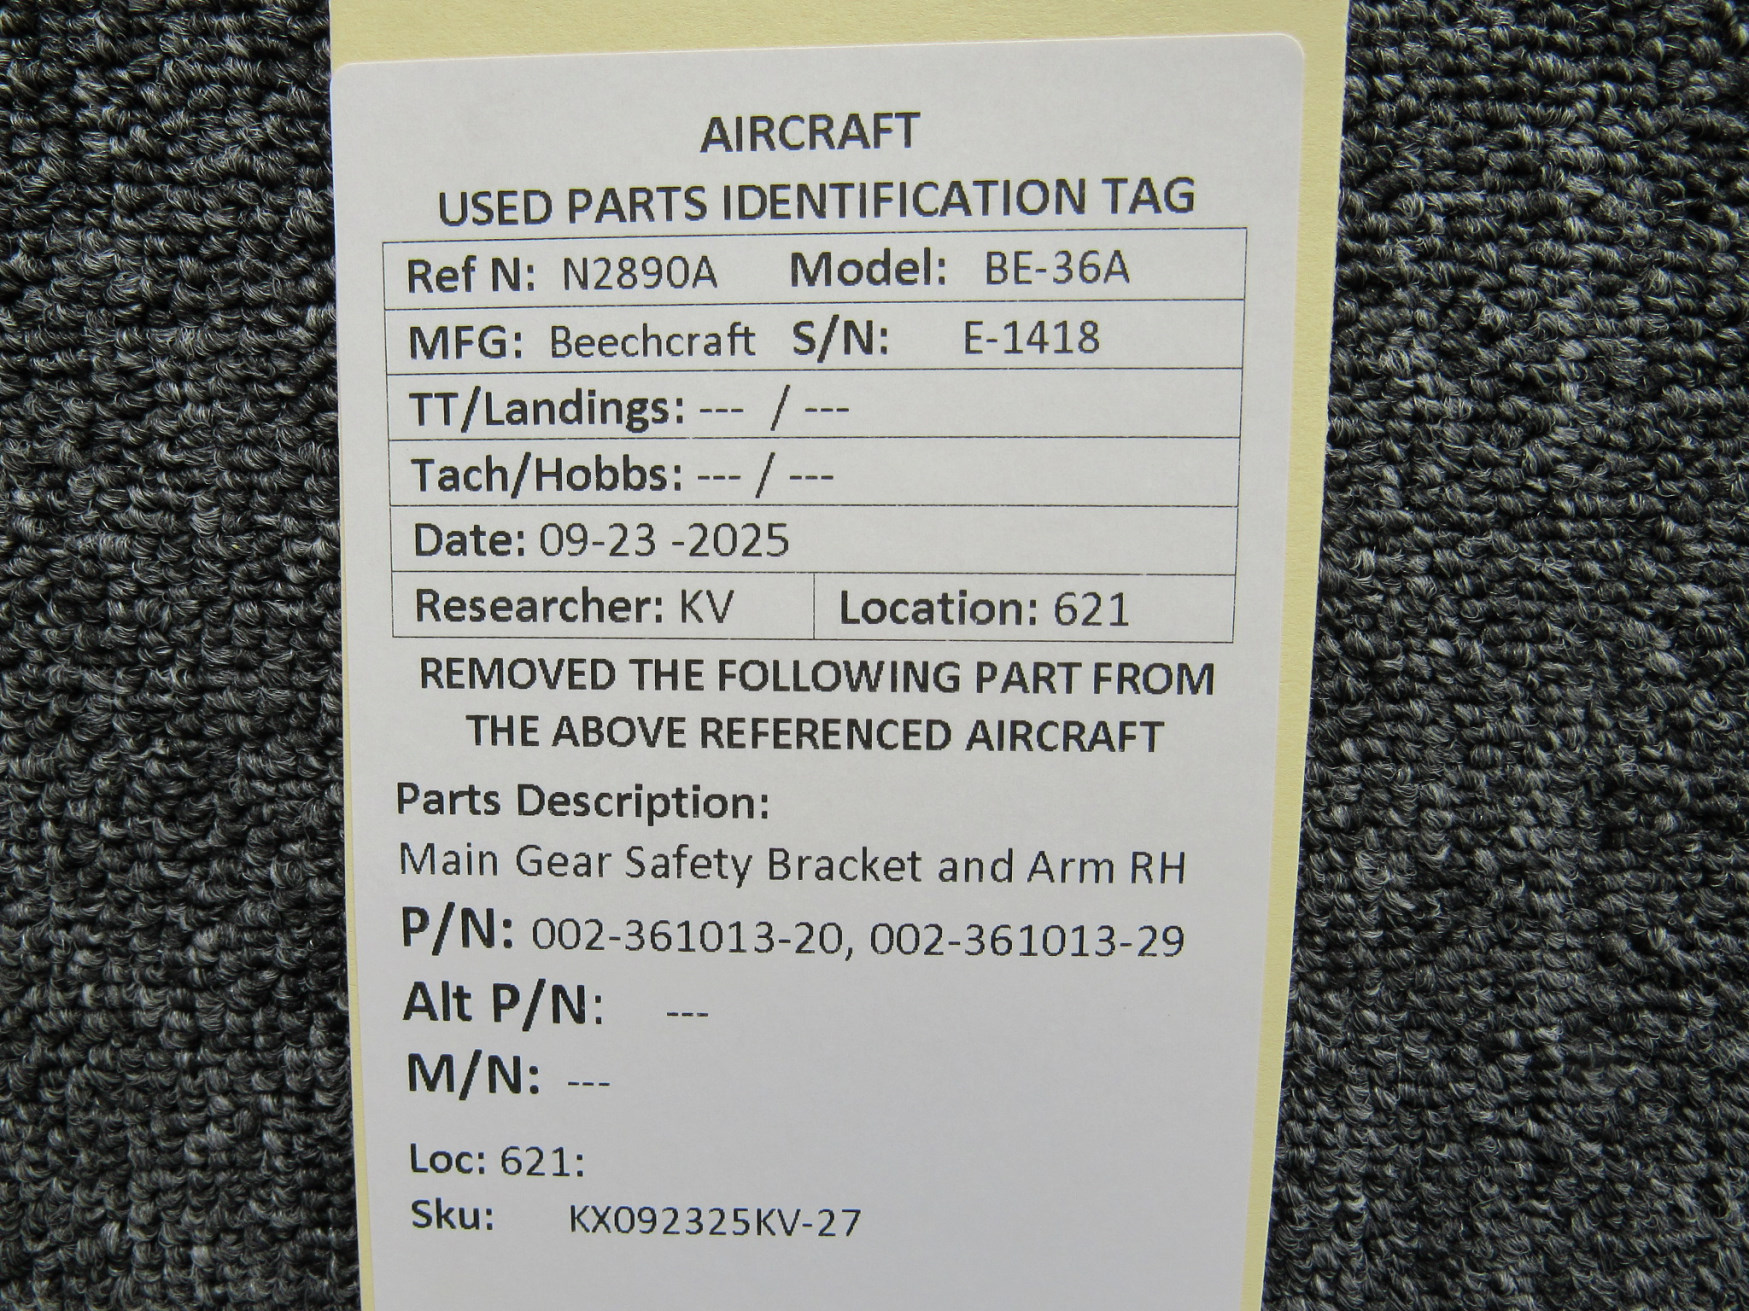 AIRCRAFT
USED PARTS IDENTIFICATION TAG
Ref N: N2890A Model: BE-36A
MFG: Beechcraft S/N: E-1418
TT/Landings: --- / ---
Tach/Hobbs: --- / ---
Date: 09-23 -2025
Researcher: KV Location: 621
REMOVED THE FOLLOWING PART FROM
THE ABOVE REFERENCED AIRCRAFT
Parts Description:
Main Gear Safety Bracket and Arm RH
P/N: 002-361013-20, 002-361013-29
Alt P/N: ---
M/N: ---
Loc: 621:
Sku: KX092325KV-27